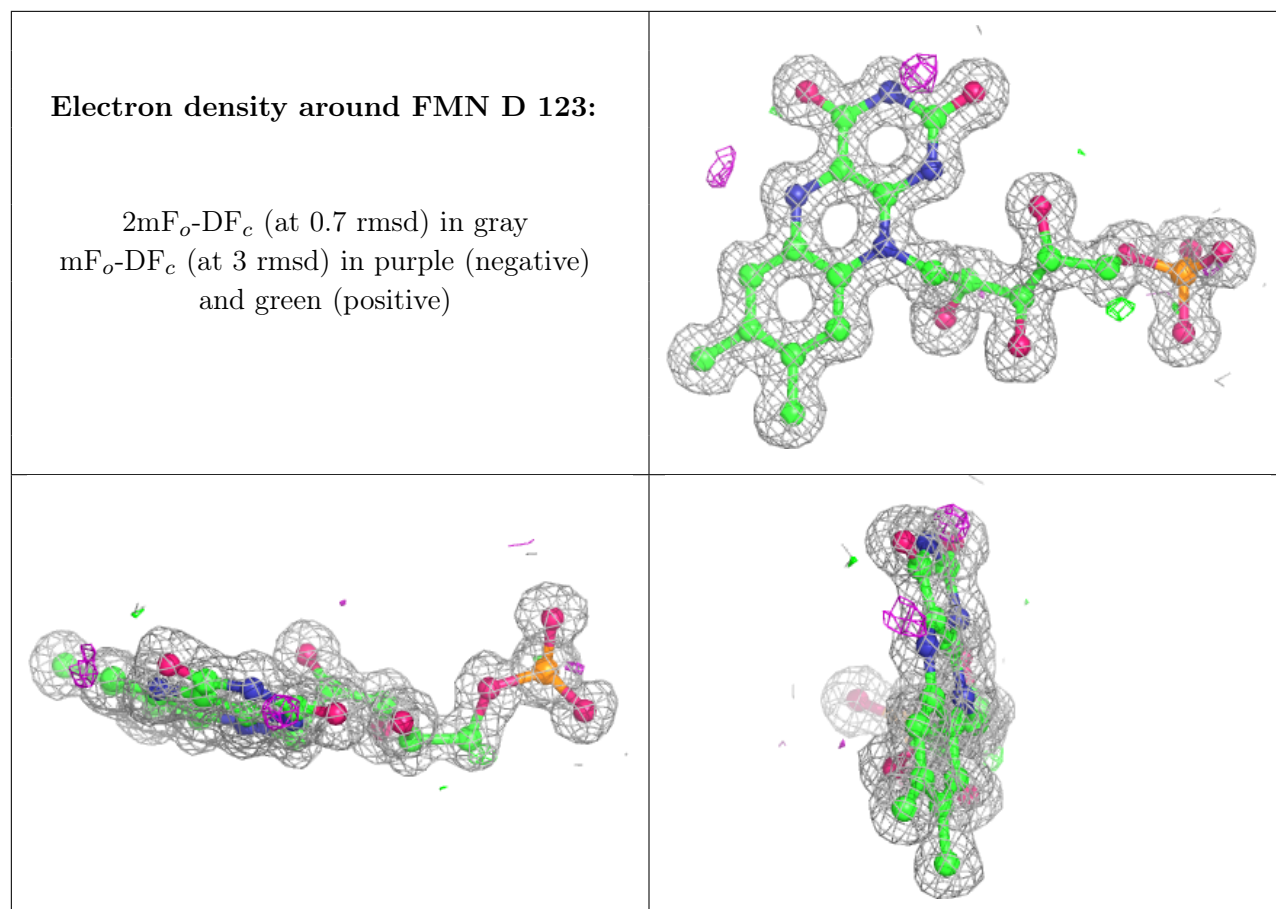 Electron density around FMN D 123:
2mFo-DFc (at 0.7 rmsd) in gray
mFo-DFc (at 3 rmsd) in purple (negative)
and green (positive)